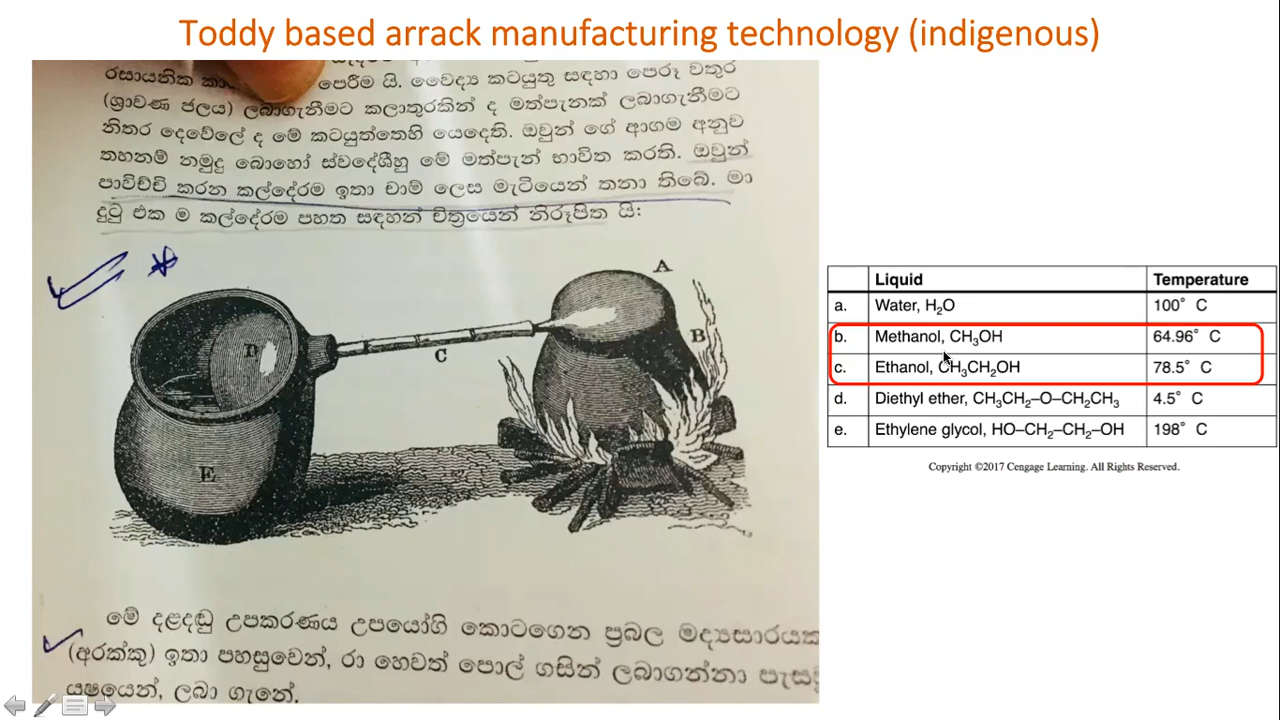 Toddy based arrack manufacturing technology (indigenous)
රසායනික පෙරීම යි. වෛද්‍ය කටයුතු සඳහා පෙරූ වතුර
(ශ්‍රාවණ ජලය) ලබාගැනීමට කලාතුරකින් ද මත්පැනක් ලබාගැනීමට
නිතර දෙවේලේ ද මේ කටයුත්තෙහි යෙදෙති. ඔවුන් ගේ ආගම අනුව
තහනම් නමුදු බොහෝ ස්වදේශීහු මේ මත්පැන් භාවිත කරති. ඔවුන්
පාවිච්චි කරන කල්දේරම ඉතා චාම් ලෙස මැටියෙන් තනා තිබේ. මා
දුටු එක ම කල්දේරම පහත සඳහන් චිත්‍රයෙන් නිරූපිත යි:
A
B
C
D
E
මේ දළදඬු උපකරණය උපයෝගි කොටගෙන ප්‍රබල මද්‍යසාරයක්
(අරක්කු) ඉතා පහසුවෙන්, රා හෙවත් පොල් ගසින් ලබාගන්නා
යුෂයෙන්, ලබා ගැනේ.
Liquid Temperature
a. Water, H₂O 100° C
b. Methanol, CH₃OH 64.96° C
c. Ethanol, CH₃CH₂OH 78.5° C
d. Diethyl ether, CH₃CH₂–O–CH₂CH₃ 4.5° C
e. Ethylene glycol, HO–CH₂–CH₂–OH 198° C
Copyright ©2017 Cengage Learning. All Rights Reserved.